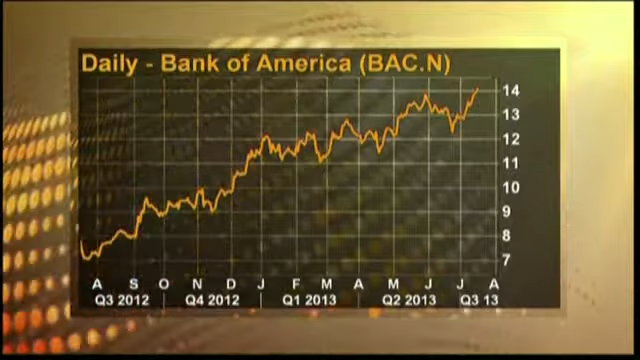 Daily - Bank of America (BAC.N)
14
13
12
11
10
9
8
7
A S O N D J F M A M J J A
Q3 2012 Q4 2012 Q1 2013 Q2 2013 Q3 13